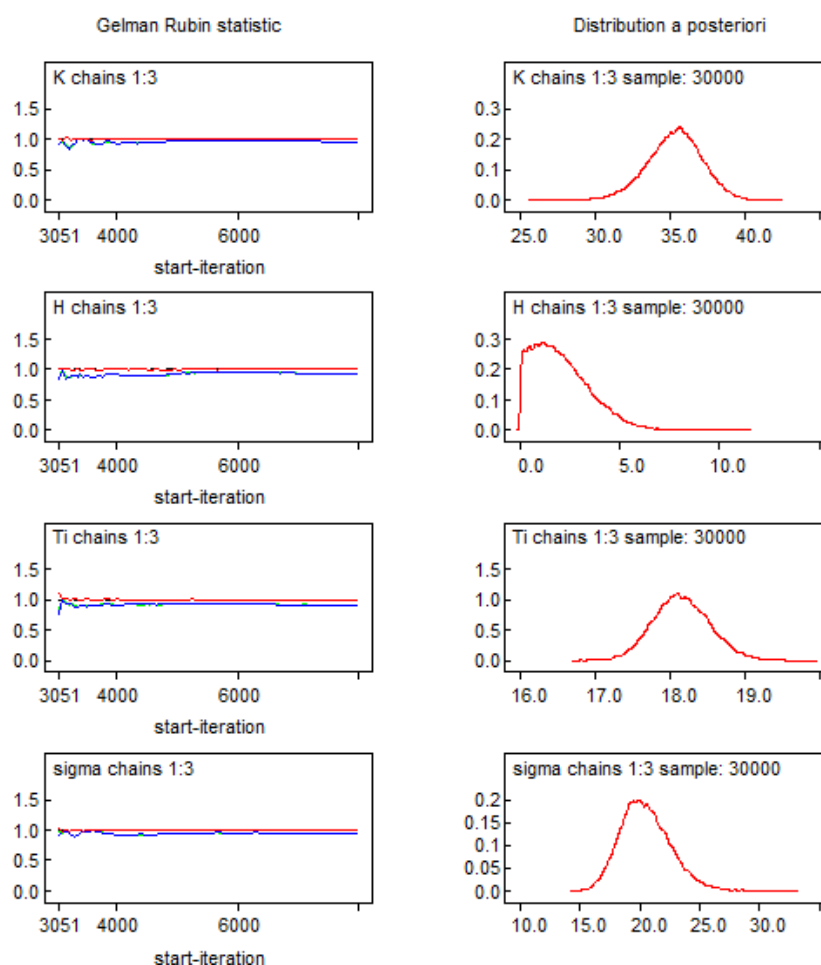 Gelman Rubin statistic
Distribution a posteriori
K chains 1:3
1.5
1.0
0.5
0.0
3051 4000 6000
start-iteration
K chains 1:3 sample: 30000
0.3
0.2
0.1
0.0
25.0 30.0 35.0 40.0
H chains 1:3
1.5
1.0
0.5
0.0
3051 4000 6000
start-iteration
H chains 1:3 sample: 30000
0.3
0.2
0.1
0.0
0.0 5.0 10.0
Ti chains 1:3
1.5
1.0
0.5
0.0
3051 4000 6000
start-iteration
Ti chains 1:3 sample: 30000
1.5
1.0
0.5
0.0
16.0 17.0 18.0 19.0
sigma chains 1:3
1.5
1.0
0.5
0.0
3051 4000 6000
start-iteration
sigma chains 1:3 sample: 30000
0.2
0.15
0.1
0.05
0.0
10.0 15.0 20.0 25.0 30.0